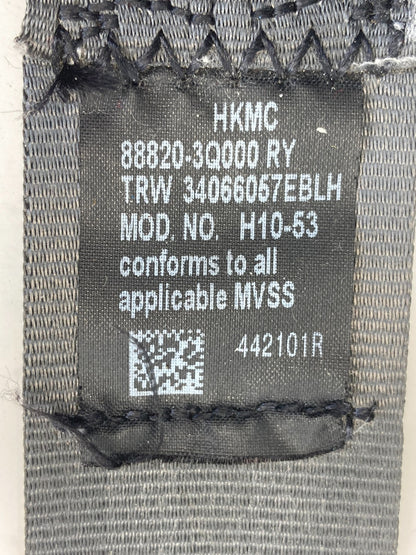 HKMC
88820-3Q000 RY
TRW 34066057EBLH
MOD. NO. H10-53
conforms to all
applicable MVSS
442101R